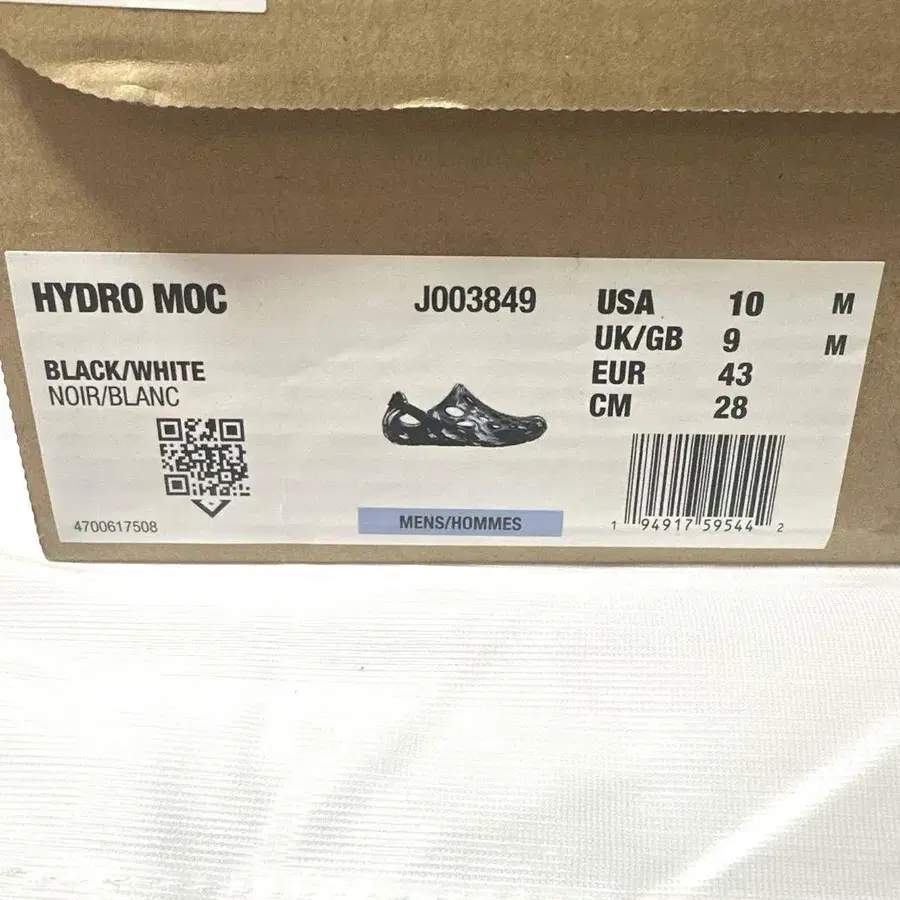 HYDRO MOC
J003849
BLACK/WHITE
NOIR/BLANC
4700617508
MENS/HOMMES
USA 10 M
UK/GB 9 M
EUR 43
CM 28
1 94917 59544 2